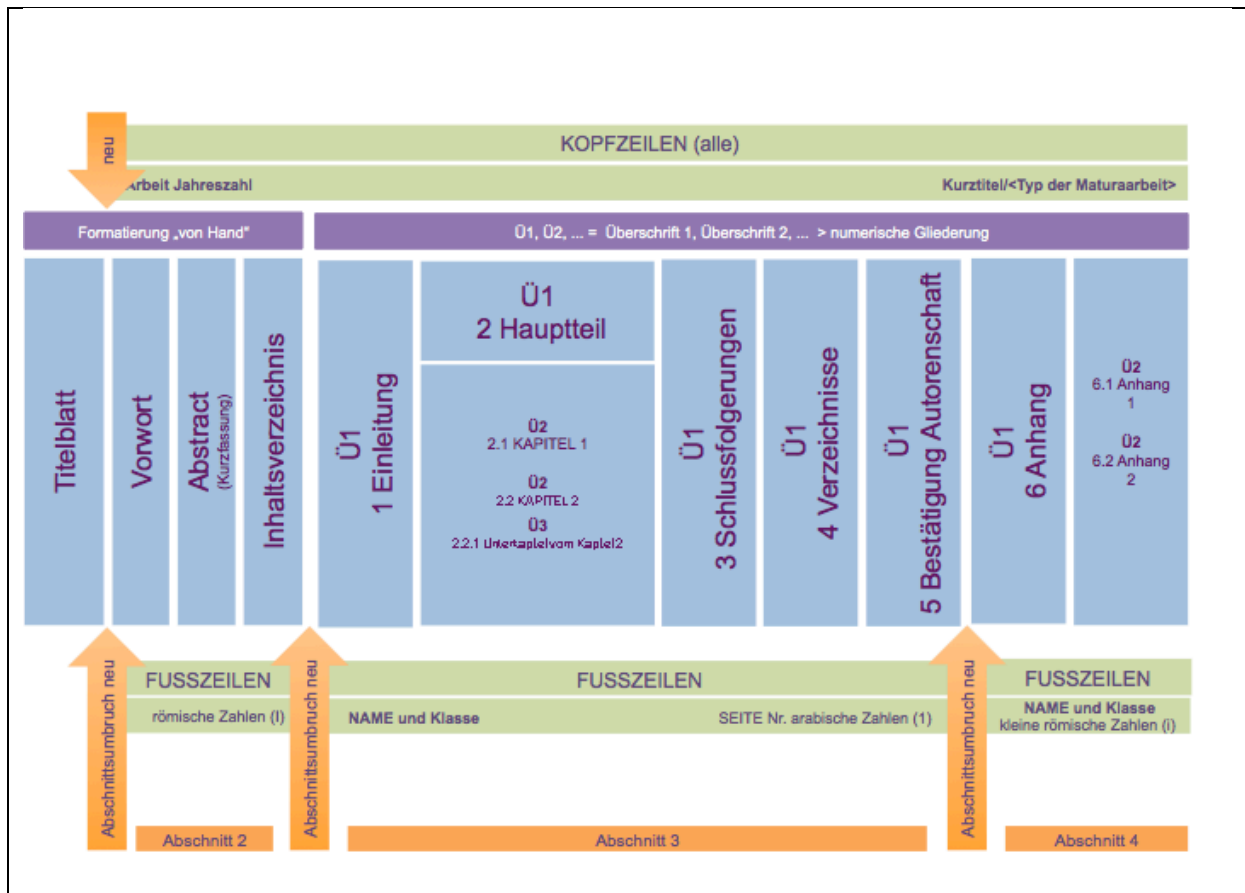 neu
KOPFZEILEN (alle)
Arbeit Jahreszahl
Kurztitel/<Typ der Maturaarbeit>
Formatierung „von Hand“
Ü1, Ü2, ... = Überschrift 1, Überschrift 2, ... > numerische Gliederung
Titelblatt
Vorwort
Abstract
(Kurzfassung)
Inhaltsverzeichnis
Ü1
1 Einleitung
Ü1
2 Hauptteil
Ü2
2.1 KAPITEL 1
Ü2
2.2 KAPITEL 2
Ü3
2.2.1 Unterkapitel vom Kapitel 2
Ü1
3 Schlussfolgerungen
Ü1
4 Verzeichnisse
Ü1
5 Bestätigung Autorenschaft
Ü1
6 Anhang
Ü2
6.1 Anhang
1
Ü2
6.2 Anhang
2
Abschnittsumbruch neu
FUSSZEILEN
römische Zahlen (I)
Abschnittsumbruch neu
FUSSZEILEN
NAME und Klasse
SEITE Nr. arabische Zahlen (1)
Abschnittsumbruch neu
FUSSZEILEN
NAME und Klasse
kleine römische Zahlen (i)
Abschnitt 2
Abschnitt 3
Abschnitt 4